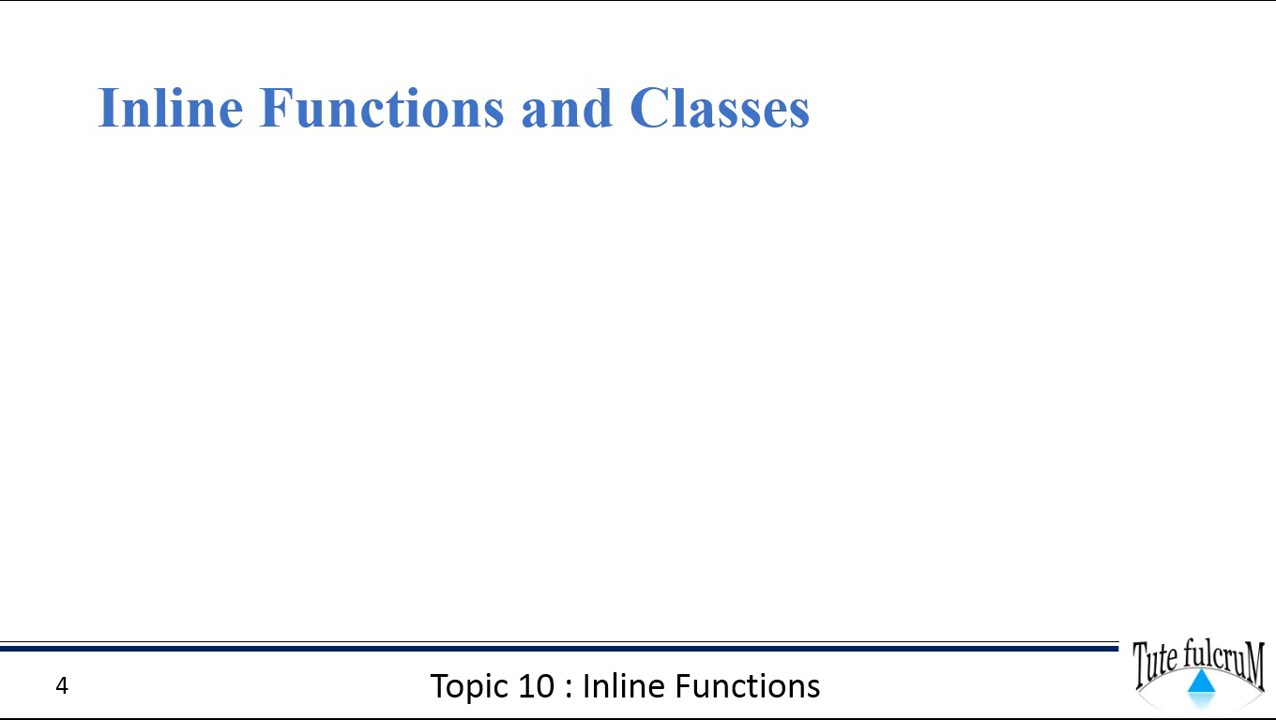 Inline Functions and Classes
4
Topic 10 : Inline Functions
Tute fulcruM